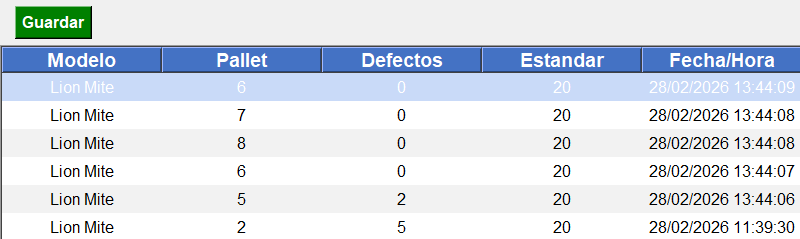 Guardar
Modelo Pallet Defectos Estandar Fecha/Hora
Lion Mite 6 0 20 28/02/2026 13:44:09
Lion Mite 7 0 20 28/02/2026 13:44:08
Lion Mite 8 0 20 28/02/2026 13:44:08
Lion Mite 6 0 20 28/02/2026 13:44:07
Lion Mite 5 2 20 28/02/2026 13:44:06
Lion Mite 2 5 20 28/02/2026 11:39:30